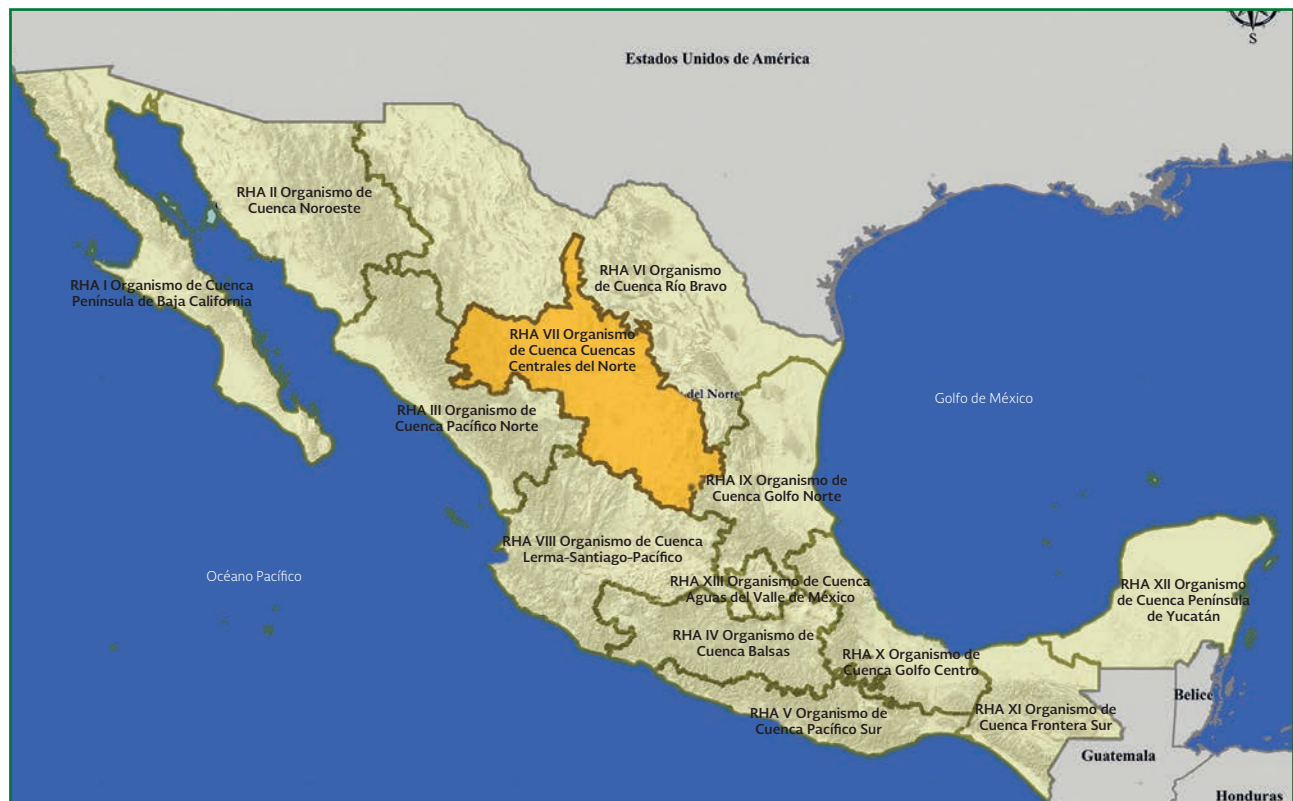 S
Estados Unidos de América
RHA II Organismo de
Cuenca Noroeste
RHA I Organismo de Cuenca
Península de Baja California
RHA VI Organismo
de Cuenca Río Bravo
RHA VII Organismo
de Cuenca Cuencas
Centrales del Norte
del Norte
Golfo de México
RHA III Organismo de
Cuenca Pacífico Norte
RHA IX Organismo de
Cuenca Golfo Norte
RHA VIII Organismo de Cuenca
Lerma-Santiago-Pacífico
Océano Pacífico
RHA XIII Organismo de Cuenca
Aguas del Valle de México
RHA XII Organismo
de Cuenca Península
de Yucatán
RHA IV Organismo de
Cuenca Balsas
RHA X Organismo de
Cuenca Golfo Centro
Belice
RHA V Organismo de
Cuenca Pacífico Sur
RHA XI Organismo de
Cuenca Frontera Sur
Guatemala
Honduras